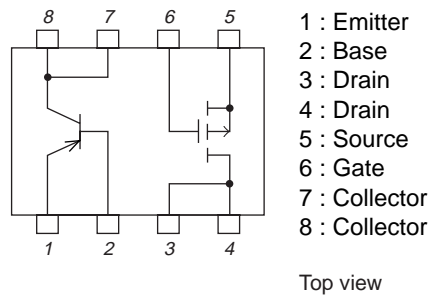 8 7 6 5
1 2 3 4
1 : Emitter
2 : Base
3 : Drain
4 : Drain
5 : Source
6 : Gate
7 : Collector
8 : Collector
Top view